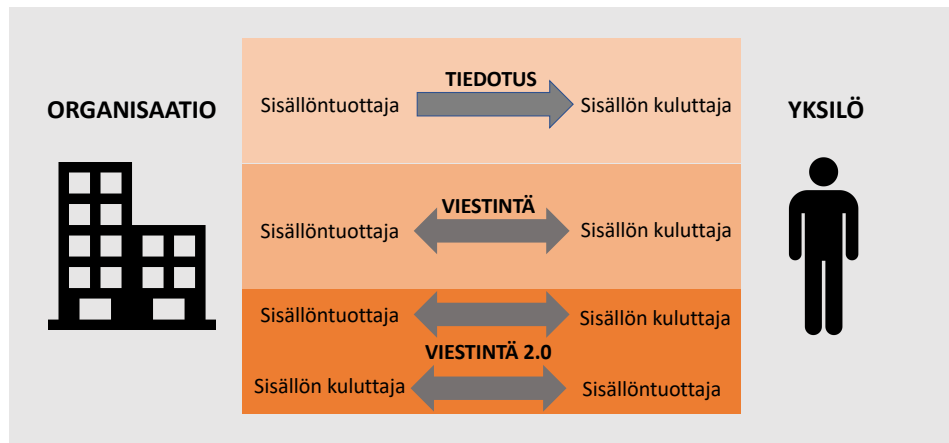 TIEDOTUS
ORGANISAATIO
Sisällöntuottaja
Sisällön kuluttaja
YKSILÖ
VIESTINTÄ
Sisällöntuottaja
Sisällön kuluttaja
Sisällöntuottaja
Sisällön kuluttaja
VIESTINTÄ 2.0
Sisällön kuluttaja
Sisällöntuottaja